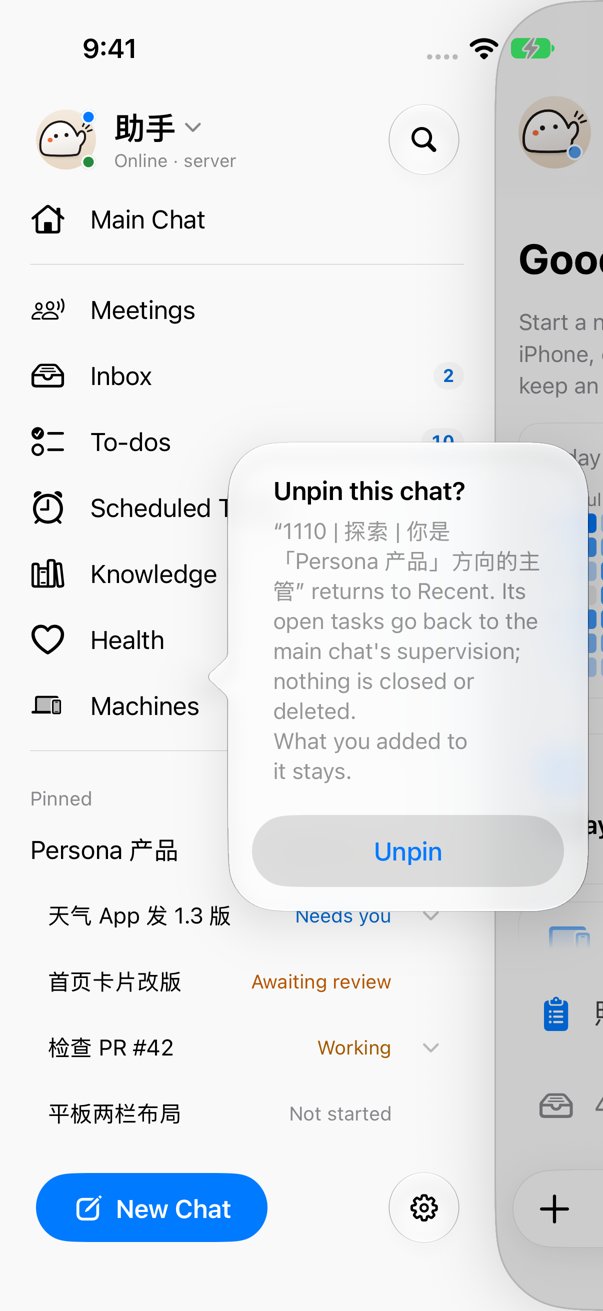 9:41
助手
Online · server
Main Chat
Meetings
Inbox
2
To-dos
10
Scheduled
Knowledge
Health
Machines
Unpin this chat?
“1110 | 探索 | 你是
「Persona 产品」方向的主
管” returns to Recent. Its
open tasks go back to the
main chat's supervision;
nothing is closed or
deleted.
What you added to
it stays.
Unpin
Pinned
Persona 产品
天气 App 发 1.3 版
Needs you
首页卡片改版
Awaiting review
检查 PR #42
Working
平板两栏布局
Not started
New Chat
Start a
iPhone,
keep an